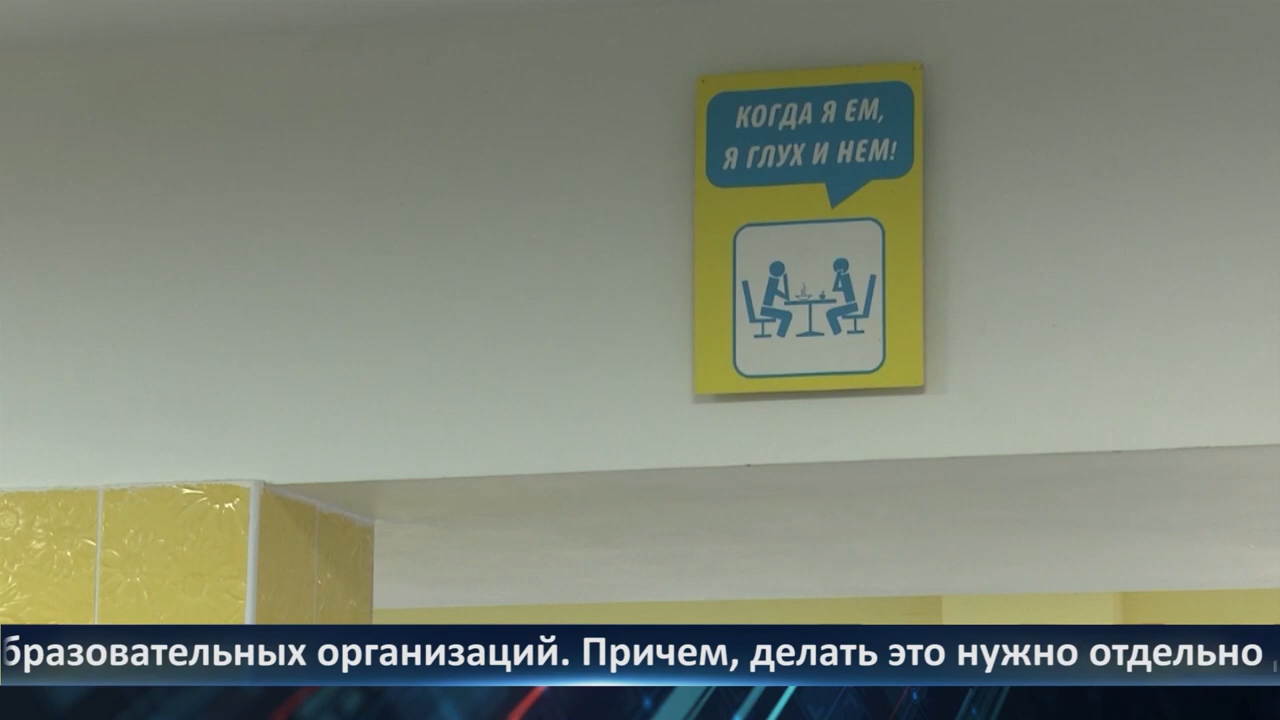 КОГДА Я ЕМ,
Я ГЛУХ И НЕМ!
бразовательных организаций. Причем, делать это нужно отдельно